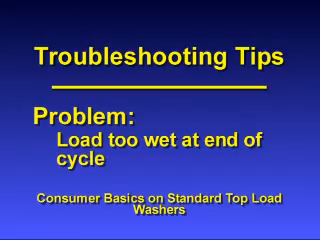 Troubleshooting Tips
Problem:
Load too wet at end of
cycle
Consumer Basics on Standard Top Load
Washers